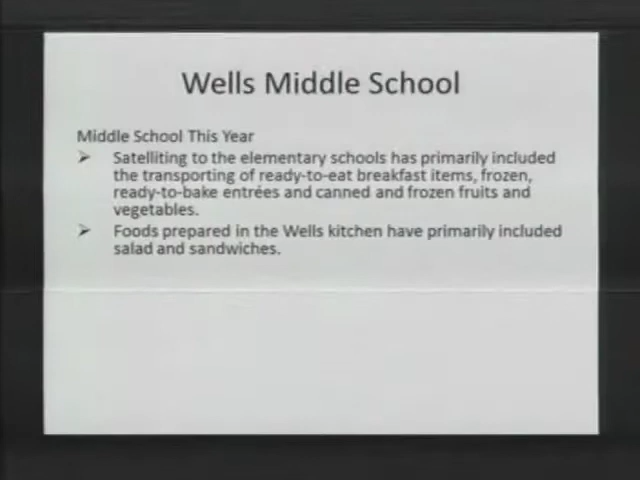 Wells Middle School
Middle School This Year
➢ Satelliting to the elementary schools has primarily included
the transporting of ready-to-eat breakfast items, frozen,
ready-to-bake entrées and canned and frozen fruits and
vegetables.
➢ Foods prepared in the Wells kitchen have primarily included
salad and sandwiches.